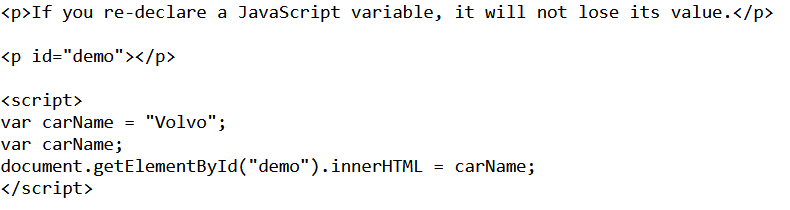 <p>If you re-declare a JavaScript variable, it will not lose its value.</p>
<p id="demo"></p>
<script>
var carName = "Volvo";
var carName;
document.getElementById("demo").innerHTML = carName;
</script>